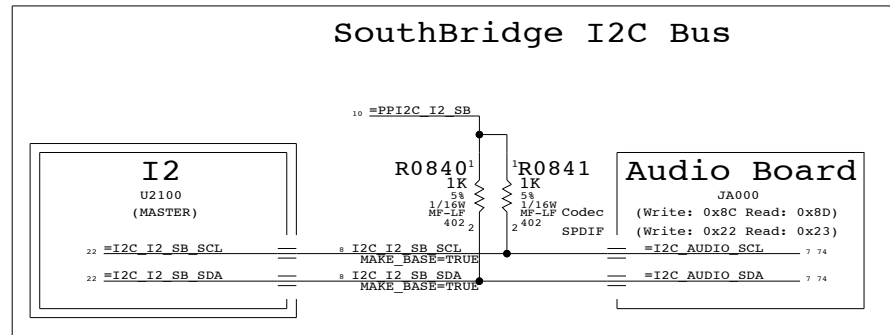 SouthBridge I2C Bus
10 =PPI2C_I2_SB
I2
U2100
(MASTER)
22 =I2C_I2_SB_SCL
22 =I2C_I2_SB_SDA
R0840 1
1K
5%
1/16W
MF-LF
402
2
1 R0841
1K
5%
1/16W
MF-LF
402
2
8 I2C_I2_SB_SCL
MAKE_BASE=TRUE
8 I2C_I2_SB_SDA
MAKE_BASE=TRUE
Audio Board
JA000
Codec (Write: 0x8C Read: 0x8D)
SPDIF (Write: 0x22 Read: 0x23)
=I2C_AUDIO_SCL 7 74
=I2C_AUDIO_SDA 7 74